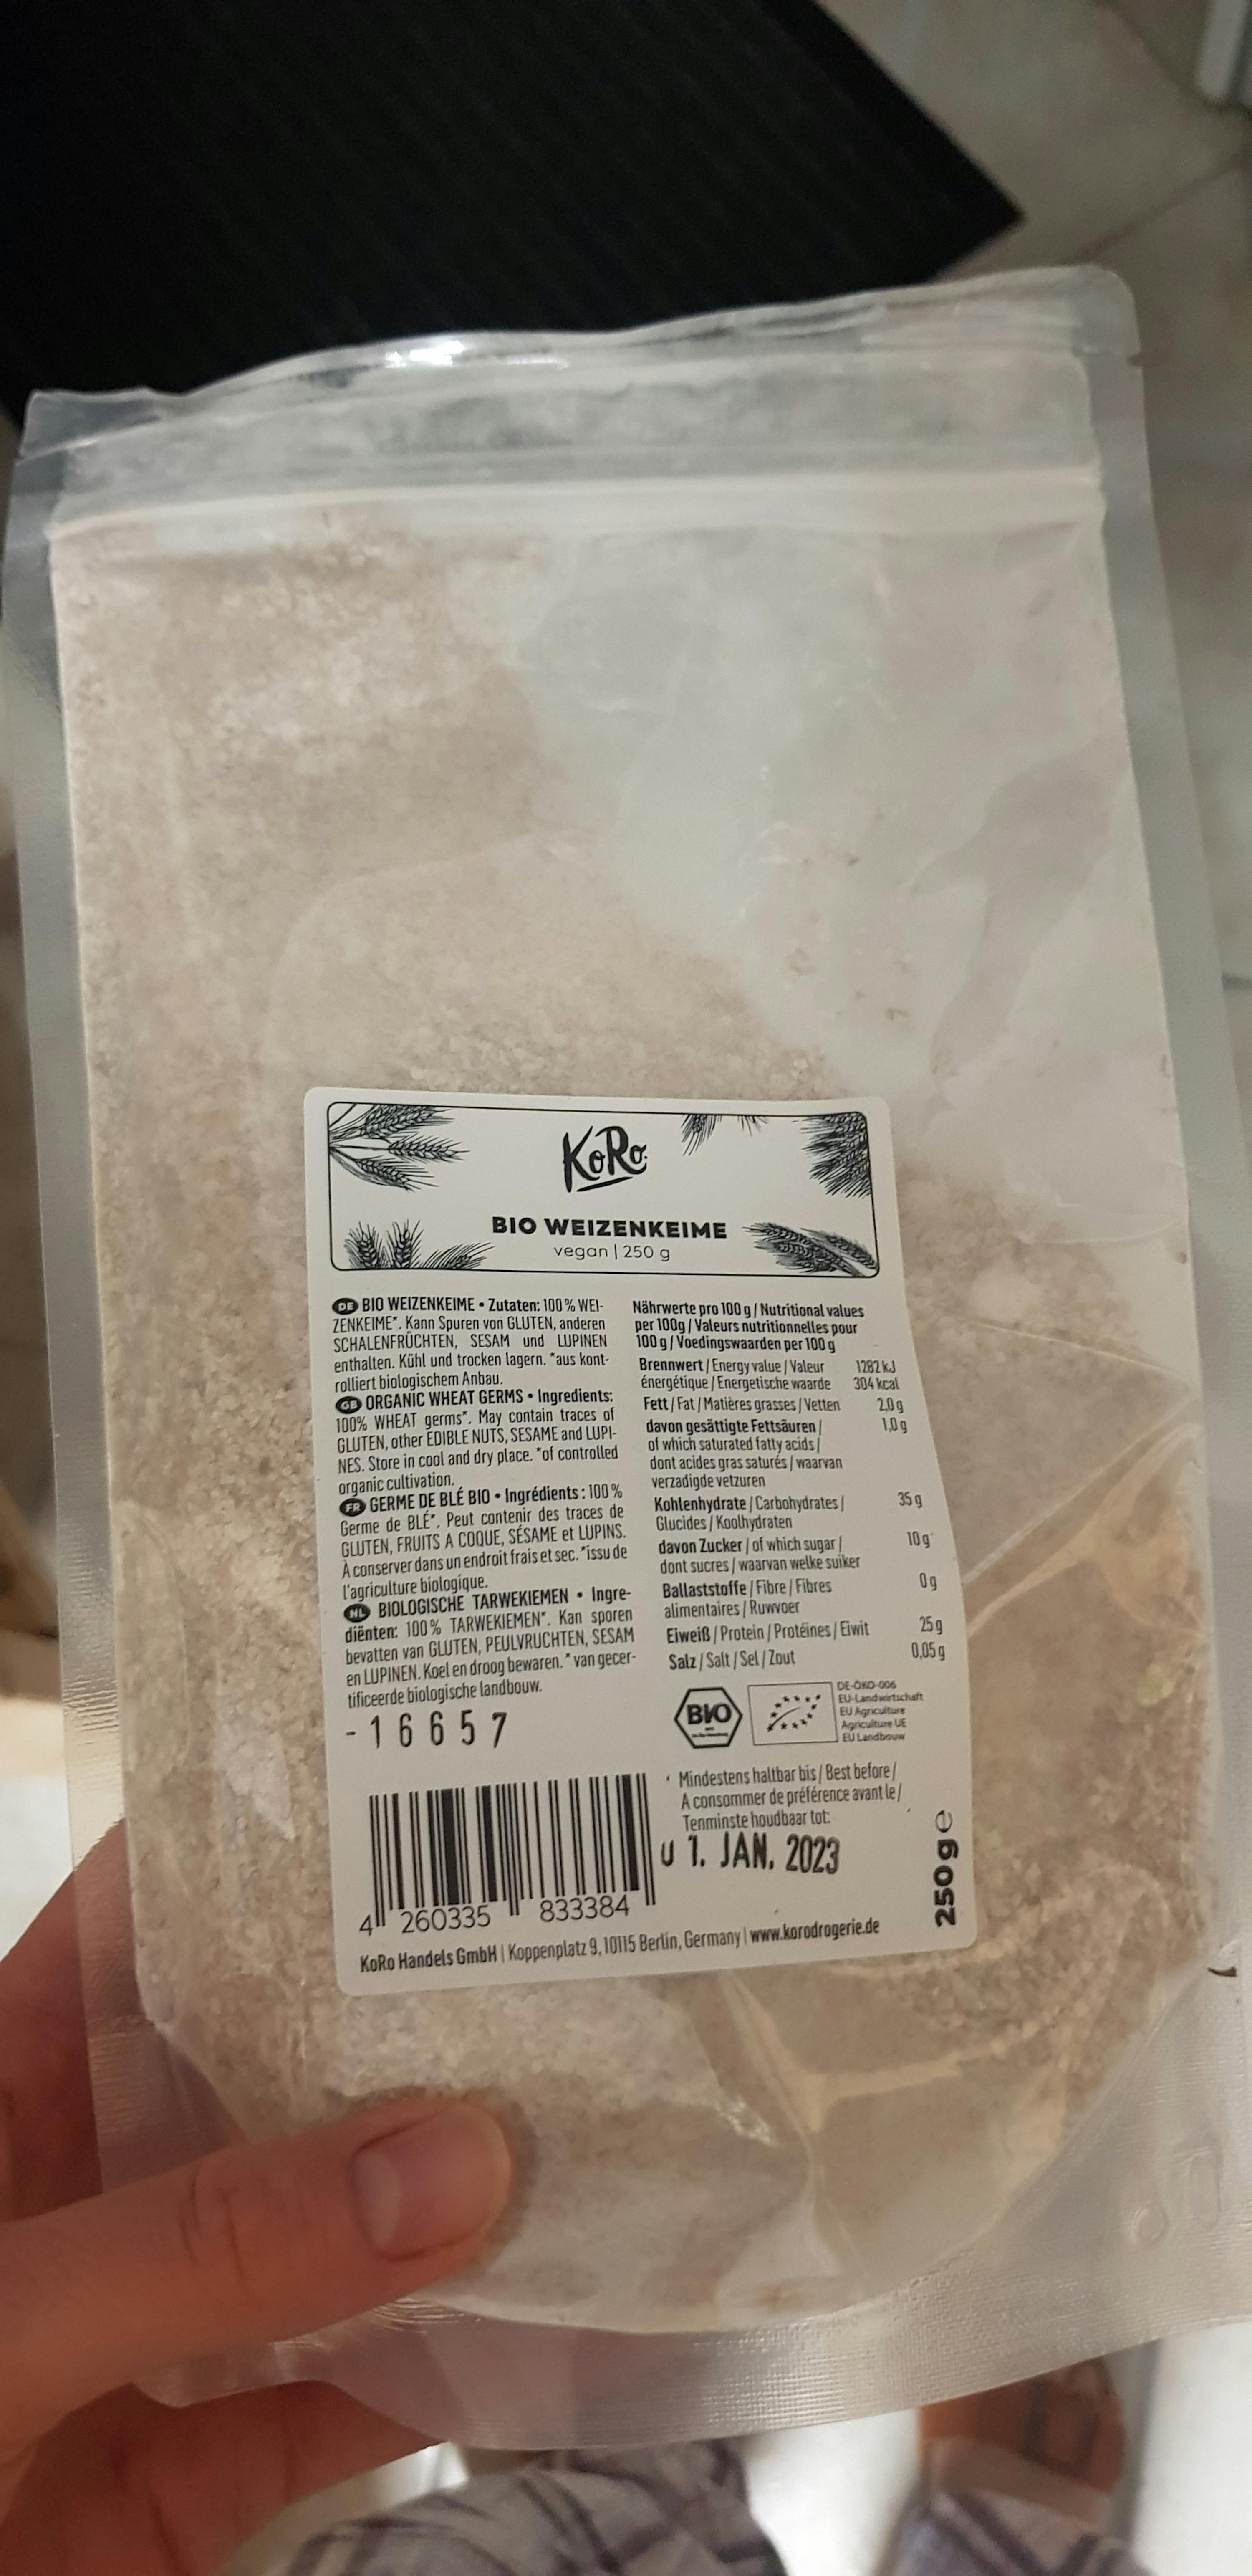 KoRo
BIO WEIZENKEIME
vegan | 250 g
DE BIO WEIZENKEIME • Zutaten: 100 % WEI-
ZENKEIME*. Kann Spuren von GLUTEN, anderen
SCHALENFRÜCHTEN, SESAM und LUPINEN
enthalten. Kühl und trocken lagern. *aus kont-
rolliert biologischem Anbau.
GB ORGANIC WHEAT GERMS • Ingredients:
100% WHEAT germs*. May contain traces of
GLUTEN, other EDIBLE NUTS, SESAME and LUPI-
NES. Store in cool and dry place. *of controlled
organic cultivation.
FR GERME DE BLÉ BIO • Ingrédients : 100 %
Germe de BLÉ*. Peut contenir des traces de
GLUTEN, FRUITS A COQUE, SÉSAME et LUPINS.
À conserver dans un endroit frais et sec. *issu de
l'agriculture biologique.
NL BIOLOGISCHE TARWEKIEMEN • Ingre-
diënten: 100 % TARWEKIEMEN*. Kan sporen
bevatten van GLUTEN, PEULVRUCHTEN, SESAM
en LUPINEN. Koel en droog bewaren. * van gecer-
tificeerde biologische landbouw.
-16657
4 260335 833384
Nährwerte pro 100 g / Nutritional values
per 100g / Valeurs nutritionnelles pour
100 g / Voedingswaarden per 100 g
Brennwert / Energy value / Valeur 1282 kJ
énergétique / Energetische waarde 304 kcal
Fett / Fat / Matières grasses / Vetten 2,0 g
davon gesättigte Fettsäuren / 1,0 g
of which saturated fatty acids /
dont acides gras saturés / waarvan
verzadigde vetzuren
Kohlenhydrate / Carbohydrates / 35 g
Glucides / Koolhydraten
davon Zucker / of which sugar / 10 g
dont sucres / waarvan welke suiker
Ballaststoffe / Fibre / Fibres 0 g
alimentaires / Ruwvoer
Eiweiß / Protein / Protéines / Eiwit 25 g
Salz / Salt / Sel / Zout 0,05 g
BIO
DE-ÖKO-006
EU-Landwirtschaft
EU Agriculture
Agriculture UE
EU Landbouw
Mindestens haltbar bis / Best before /
A consommer de préférence avant le /
Tenminste houdbaar tot:
1. JAN. 2023
250 g e
KoRo Handels GmbH | Koppenplatz 9, 10115 Berlin, Germany | www.korodrogerie.de